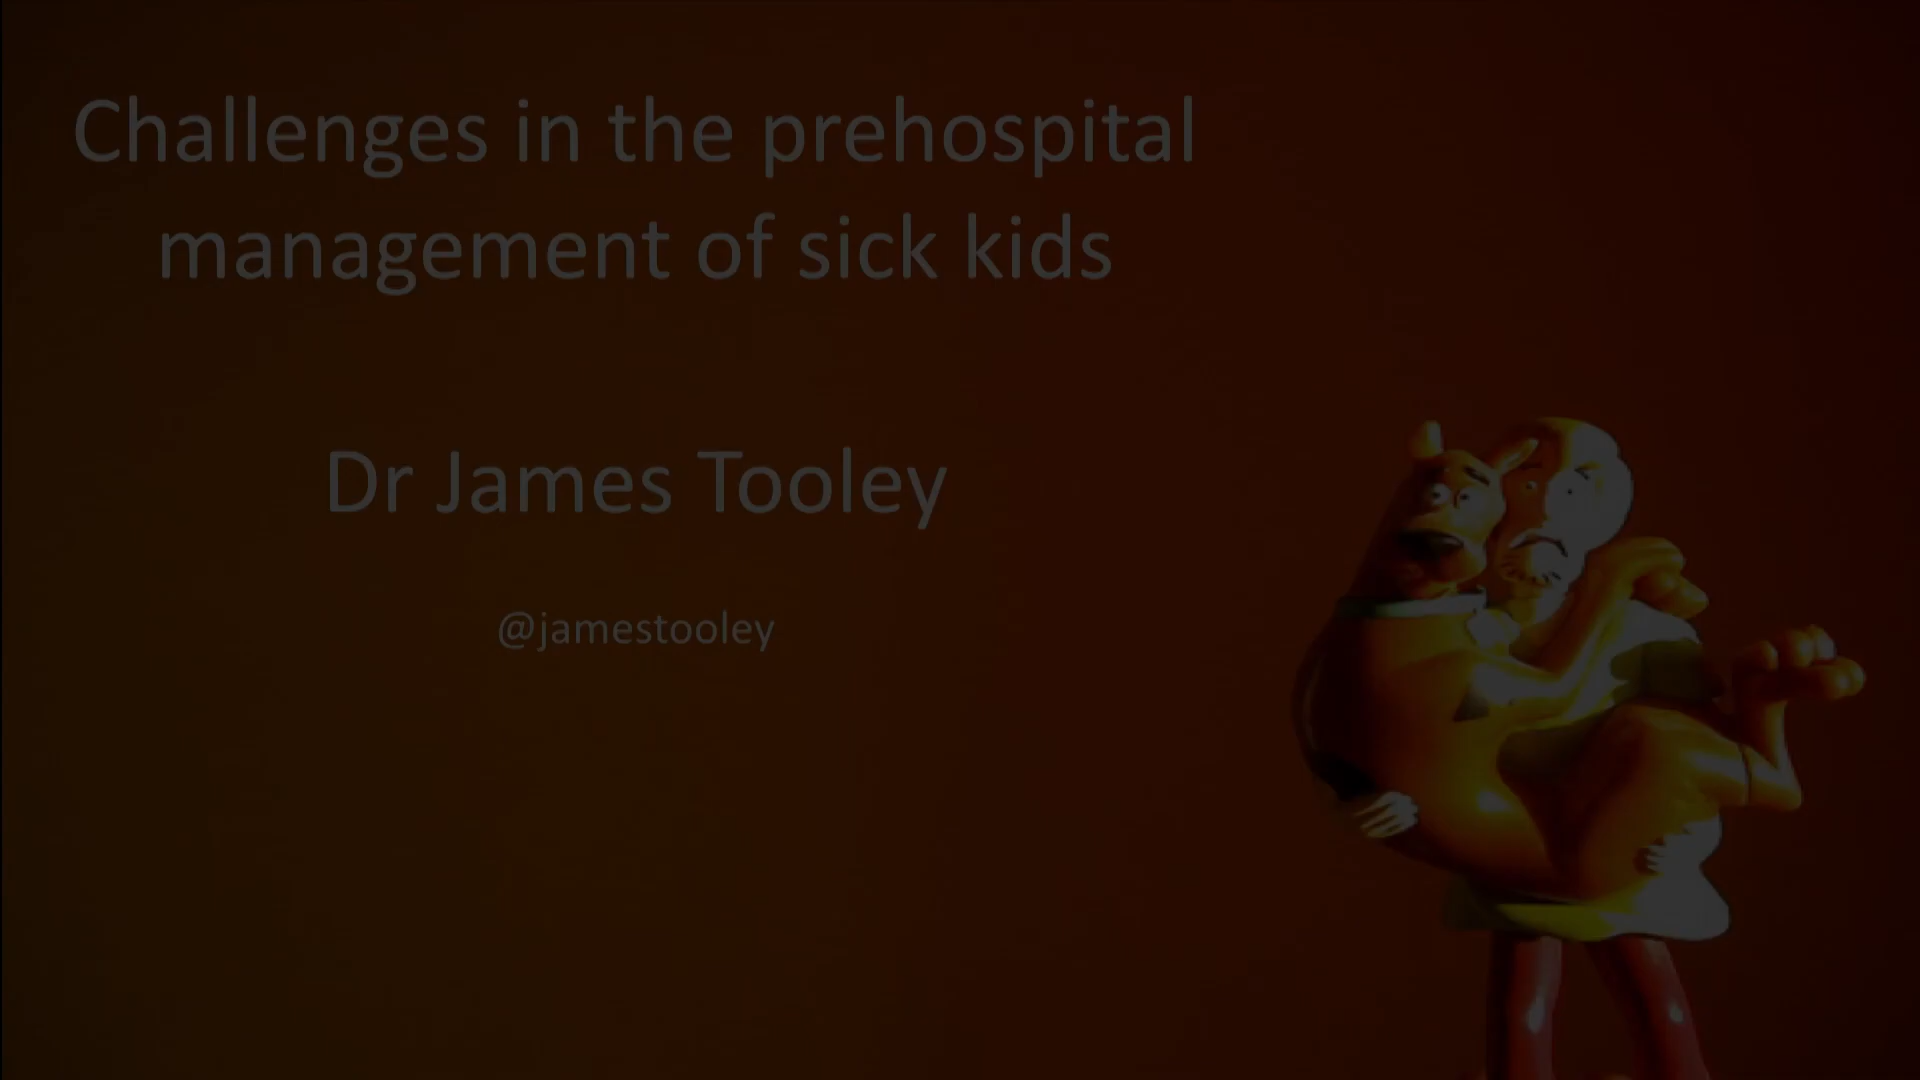 Challenges in the prehospital
management of sick kids
Dr James Tooley
@jamestooley